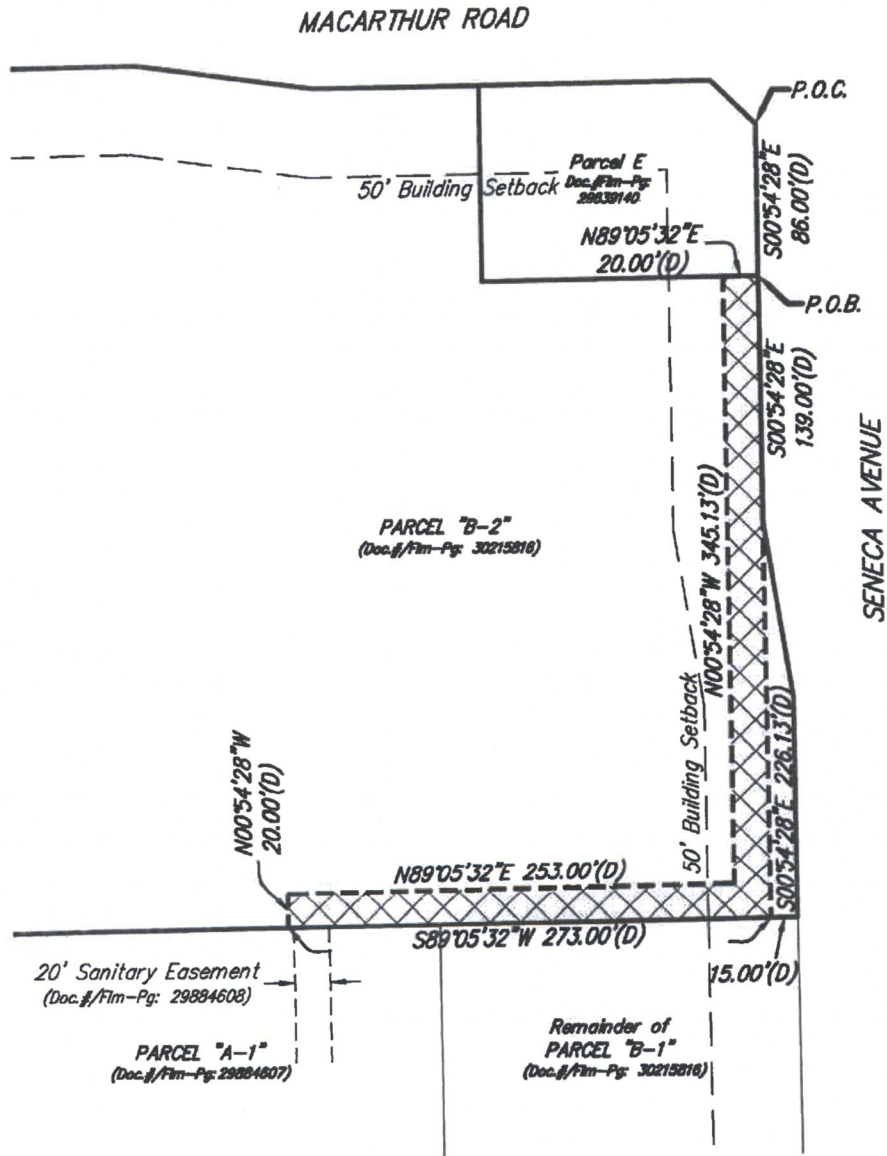 MACARTHUR ROAD
P.O.C.
S00°54'28"E
86.00'(D)
Parcel E
Doc.#/Flm-Pg:
29839140
50' Building Setback
N89°05'32"E
20.00'(D)
P.O.B.
S00°54'28"E
139.00'(D)
SENECA AVENUE
PARCEL "B-2"
(Doc.#/Flm-Pg: 30215816)
N00°54'28"W 345.13'(D)
50' Building Setback
S00°54'28"E 226.13'(D)
N00°54'28"W
20.00'(D)
N89°05'32"E 253.00'(D)
S89°05'32"W 273.00'(D)
15.00'(D)
20' Sanitary Easement
(Doc.#/Flm-Pg: 29884608)
PARCEL "A-1"
(Doc.#/Flm-Pg: 29884607)
Remainder of
PARCEL "B-1"
(Doc.#/Flm-Pg: 30215816)